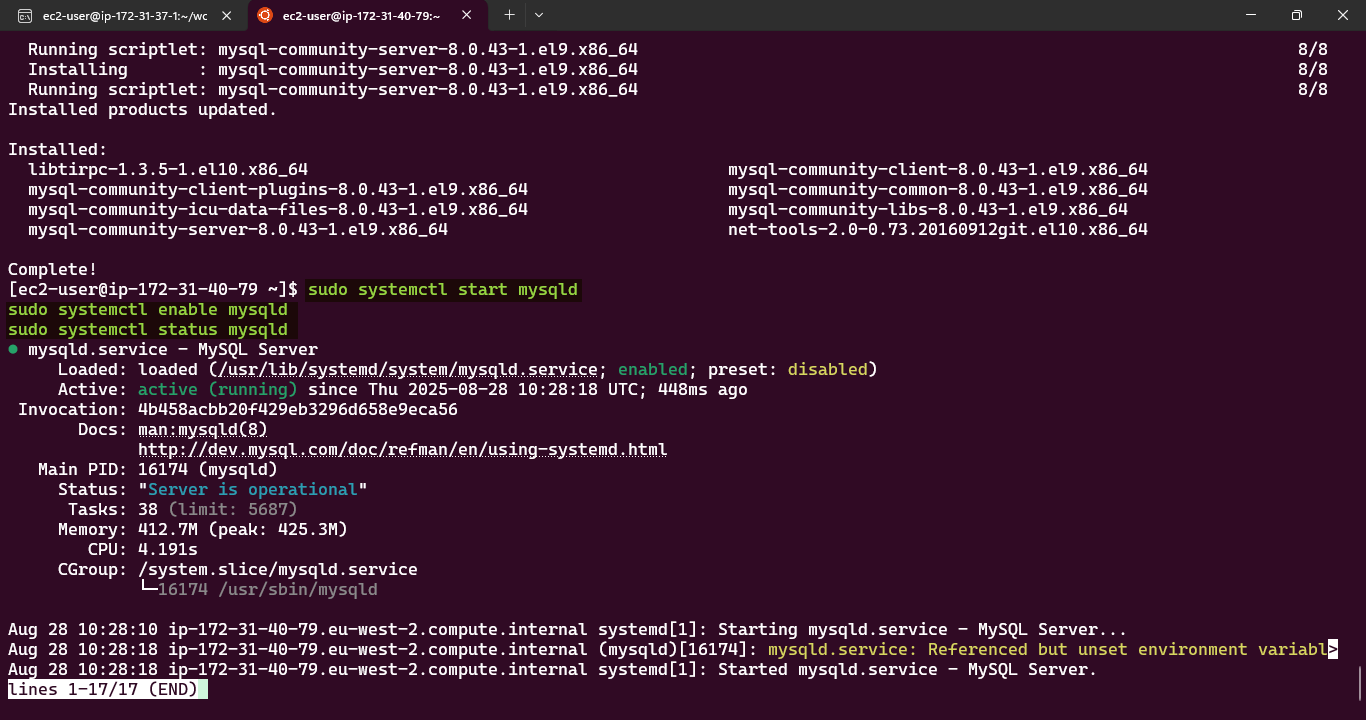 ec2-user@ip-172-31-37-1:~/wc
ec2-user@ip-172-31-40-79:~
Running scriptlet: mysql-community-server-8.0.43-1.el9.x86_64 8/8
Installing : mysql-community-server-8.0.43-1.el9.x86_64 8/8
Running scriptlet: mysql-community-server-8.0.43-1.el9.x86_64 8/8
Installed products updated.
Installed:
libtirpc-1.3.5-1.el10.x86_64 mysql-community-client-8.0.43-1.el9.x86_64
mysql-community-client-plugins-8.0.43-1.el9.x86_64 mysql-community-common-8.0.43-1.el9.x86_64
mysql-community-icu-data-files-8.0.43-1.el9.x86_64 mysql-community-libs-8.0.43-1.el9.x86_64
mysql-community-server-8.0.43-1.el9.x86_64 net-tools-2.0-0.73.20160912git.el10.x86_64
Complete!
[ec2-user@ip-172-31-40-79 ~]$ sudo systemctl start mysqld
sudo systemctl enable mysqld
sudo systemctl status mysqld
● mysqld.service - MySQL Server
Loaded: loaded (/usr/lib/systemd/system/mysqld.service; enabled; preset: disabled)
Active: active (running) since Thu 2025-08-28 10:28:18 UTC; 448ms ago
Invocation: 4b458acbb20f429eb3296d658e9eca56
Docs: man:mysqld(8)
http://dev.mysql.com/doc/refman/en/using-systemd.html
Main PID: 16174 (mysqld)
Status: "Server is operational"
Tasks: 38 (limit: 5687)
Memory: 412.7M (peak: 425.3M)
CPU: 4.191s
CGroup: /system.slice/mysqld.service
└─16174 /usr/sbin/mysqld
Aug 28 10:28:10 ip-172-31-40-79.eu-west-2.compute.internal systemd[1]: Starting mysqld.service - MySQL Server...
Aug 28 10:28:18 ip-172-31-40-79.eu-west-2.compute.internal (mysqld)[16174]: mysqld.service: Referenced but unset environment variabl>
Aug 28 10:28:18 ip-172-31-40-79.eu-west-2.compute.internal systemd[1]: Started mysqld.service - MySQL Server.
lines 1-17/17 (END)